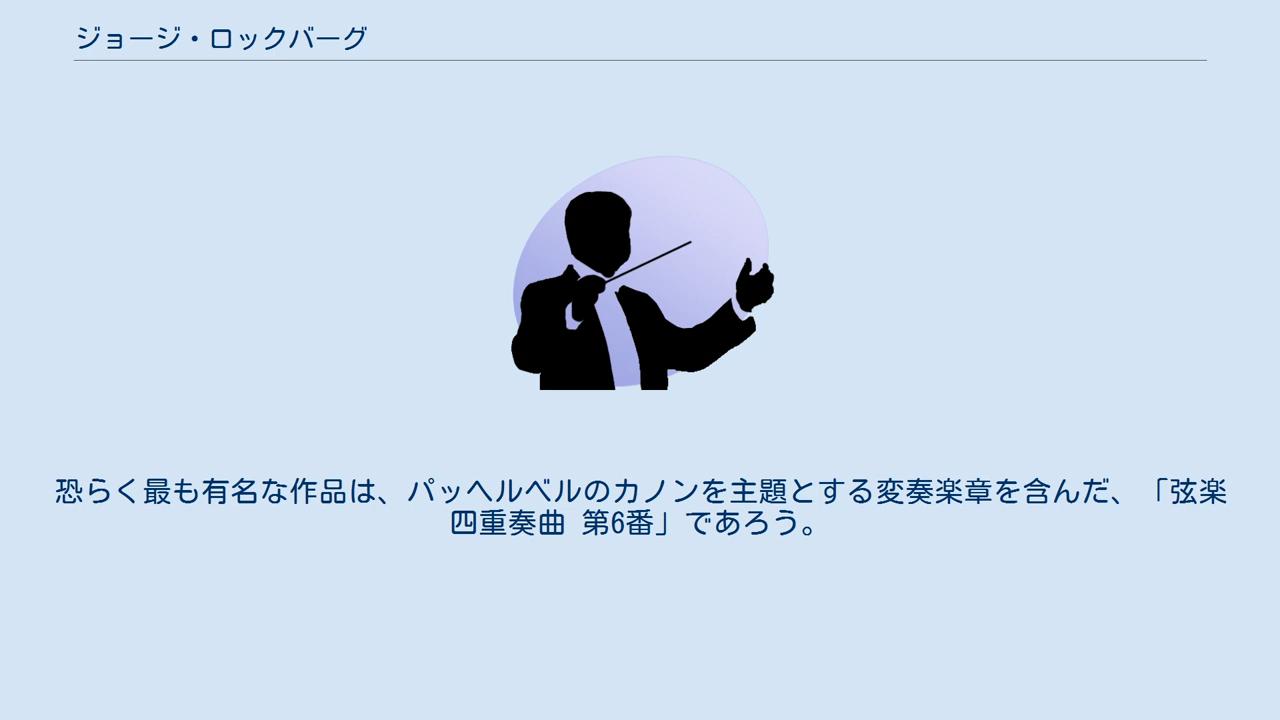 ジョージ・ロックバーグ
恐らく最も有名な作品は、パッヘルベルのカノンを主題とする変奏楽章を含んだ、「弦楽
四重奏曲 第6番」であろう。